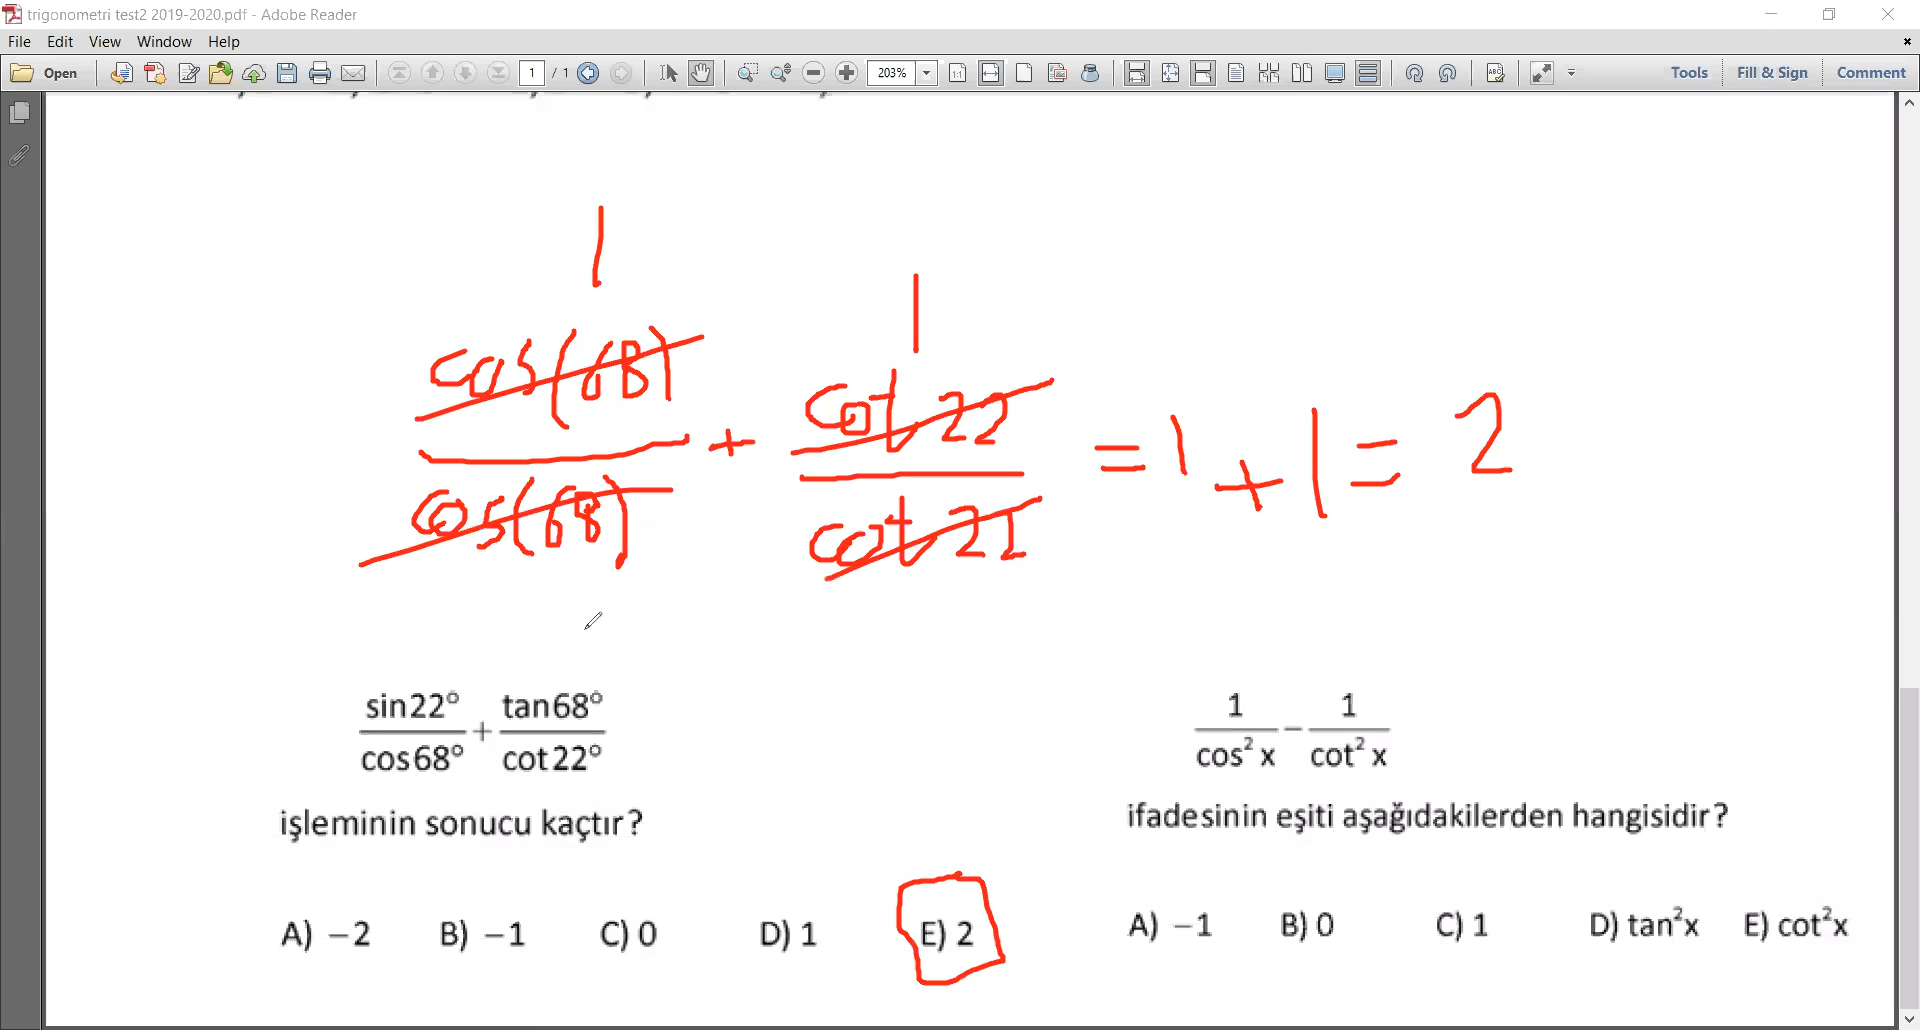 trigonometri test2 2019-2020.pdf - Adobe Reader
File Edit View Window Help
Open 1 / 1 203% Tools Fill & Sign Comment
1 1
cos(68) / cos(68) + cot 22 / cot 22 = 1 + 1 = 2
sin22° / cos68° + tan68° / cot22°
işleminin sonucu kaçtır?
A) −2 B) −1 C) 0 D) 1 E) 2
1 / cos² x − 1 / cot² x
ifadesinin eşiti aşağıdakilerden hangisidir?
A) −1 B) 0 C) 1 D) tan²x E) cot²x